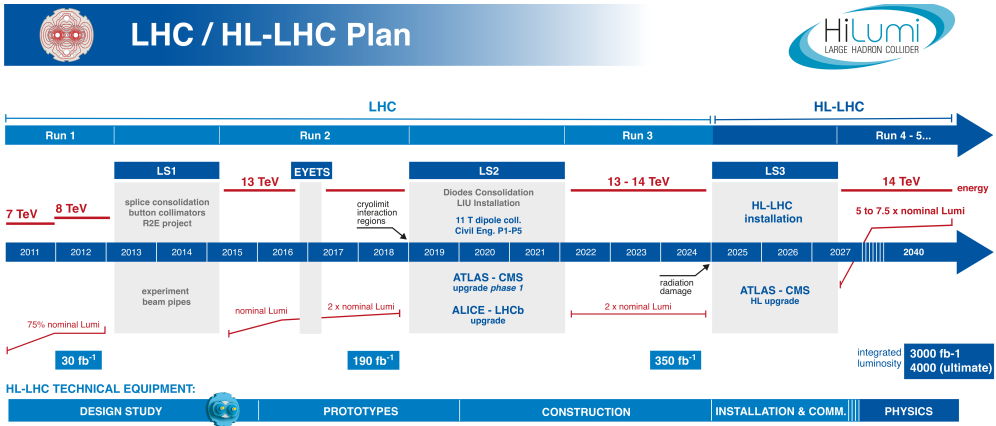 LHC / HL-LHC Plan
HiLumi
LARGE HADRON COLLIDER
LHC
HL-LHC
Run 1
Run 2
Run 3
Run 4 - 5...
LS1
EYETS
LS2
LS3
7 TeV
8 TeV
splice consolidation
button collimators
R2E project
13 TeV
cryolimit
interaction
regions
Diodes Consolidation
LIU Installation
11 T dipole coll.
Civil Eng. P1-P5
13 - 14 TeV
HL-LHC
installation
14 TeV
energy
5 to 7.5 x nominal Lumi
2011 2012 2013 2014 2015 2016 2017 2018 2019 2020 2021 2022 2023 2024 2025 2026 2027 2040
experiment
beam pipes
ATLAS - CMS
upgrade phase 1
ALICE - LHCb
upgrade
radiation
damage
ATLAS - CMS
HL upgrade
75% nominal Lumi
nominal Lumi
2 x nominal Lumi
2 x nominal Lumi
30 fb-1
190 fb-1
350 fb-1
integrated
luminosity
3000 fb-1
4000 (ultimate)
HL-LHC TECHNICAL EQUIPMENT:
DESIGN STUDY
PROTOTYPES
CONSTRUCTION
INSTALLATION & COMM.
PHYSICS